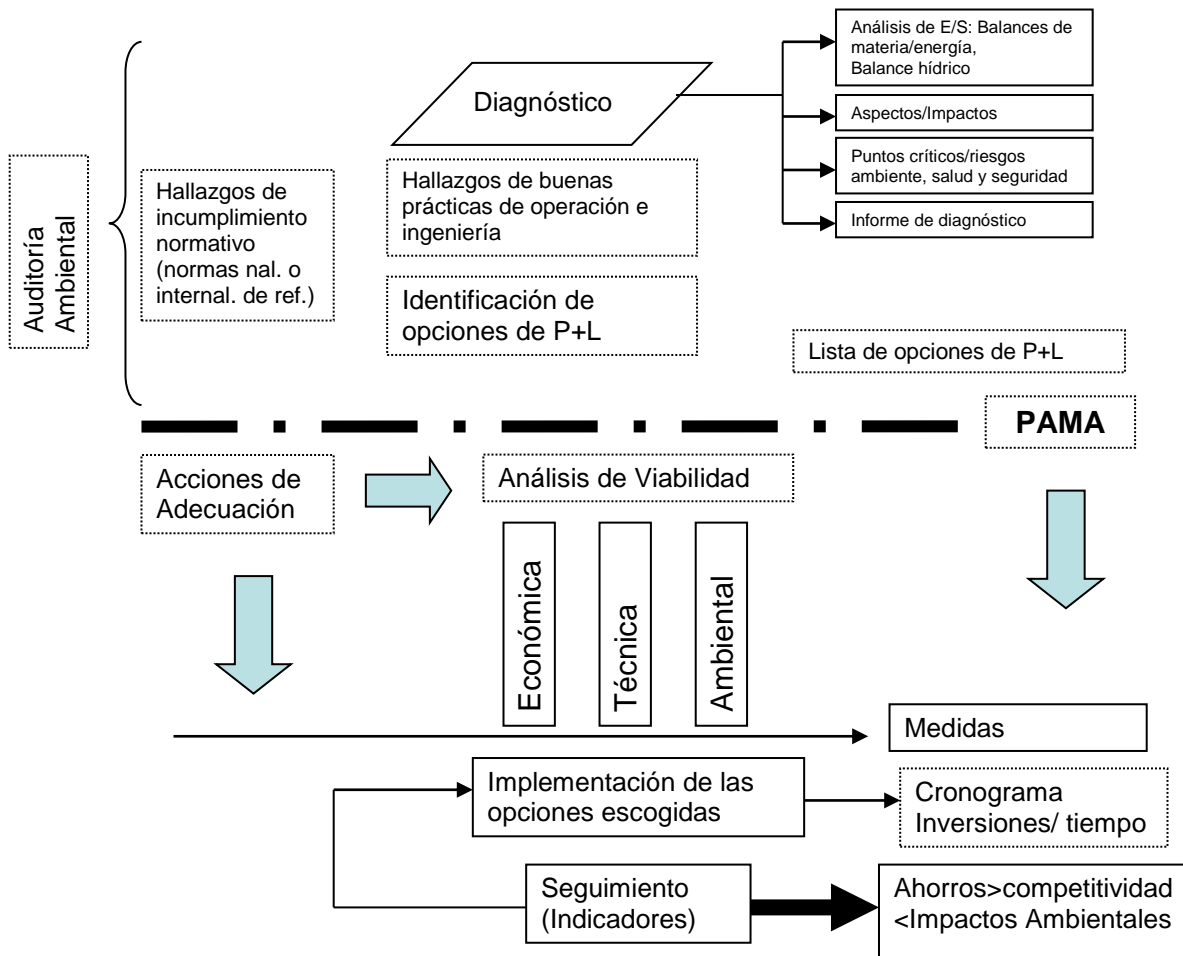 Análisis de E/S: Balances de
materia/energía,
Balance hídrico
Diagnóstico
Aspectos/Impactos
Puntos críticos/riesgos
ambiente, salud y seguridad
Informe de diagnóstico
Auditoría
Ambiental
Hallazgos de
incumplimiento
normativo
(normas nal. o
internal. de ref.)
Hallazgos de buenas
prácticas de operación e
ingeniería
Identificación de
opciones de P+L
Lista de opciones de P+L
PAMA
Acciones de
Adecuación
Análisis de Viabilidad
Económica
Técnica
Ambiental
Medidas
Implementación de las
opciones escogidas
Cronograma
Inversiones/ tiempo
Seguimiento
(Indicadores)
Ahorros>competitividad
<Impactos Ambientales